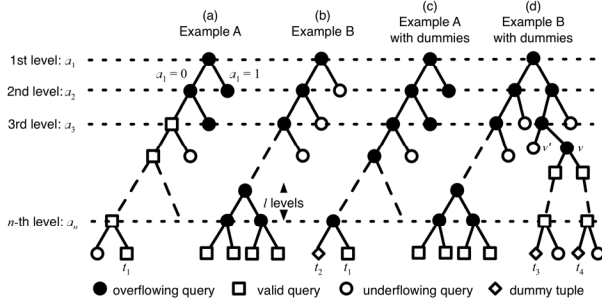 (a)
Example A
(b)
Example B
(c)
Example A
with dummies
(d)
Example B
with dummies
1st level: a₁
a₁ = 0
a₁ = 1
2nd level: a₂
3rd level: a₃
v'
v
l levels
n-th level: aₙ
t₁
t₂
t₁
t₃
t₄
overflowing query
valid query
underflowing query
dummy tuple